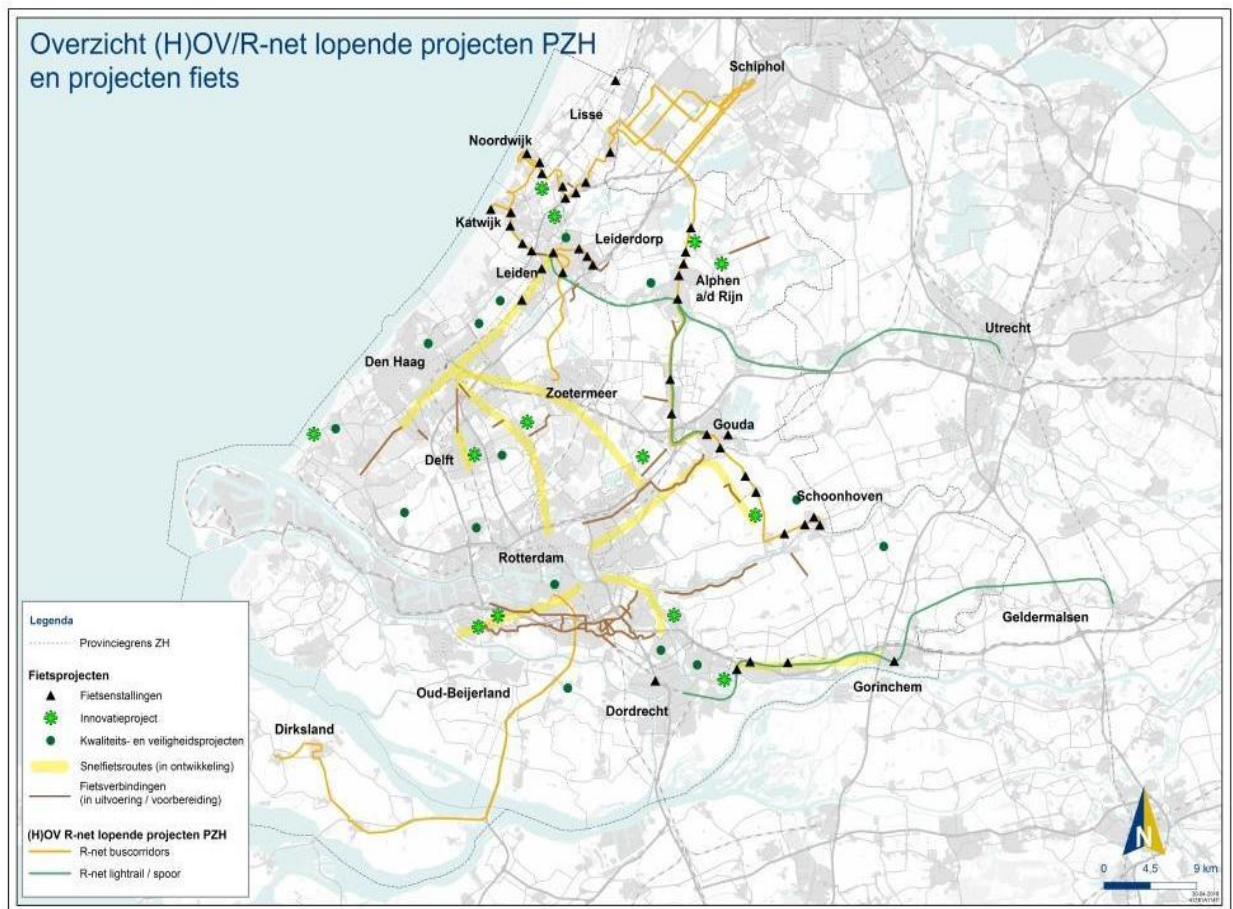 Overzicht (H)OV/R-net lopende projecten PZH
en projecten fiets
Schiphol
Lisse
Noordwijk
Katwijk
Leiderdorp
Leiden
Alphen
a/d Rijn
Utrecht
Den Haag
Zoetermeer
Gouda
Delft
Schoonhoven
Rotterdam
Geldermalsen
Oud-Beijerland
Gorinchem
Dordrecht
Dirksland
Legenda
Provinciegrens ZH
Fietsprojecten
Fietsenstallingen
Innovatieproject
Kwaliteits- en veiligheidsprojecten
Snelfietsroutes (in ontwikkeling)
Fietsverbindingen
(in uitvoering / voorbereiding)
(H)OV R-net lopende projecten PZH
R-net buscorridors
R-net lightrail / spoor
N
0 4,5 9 km